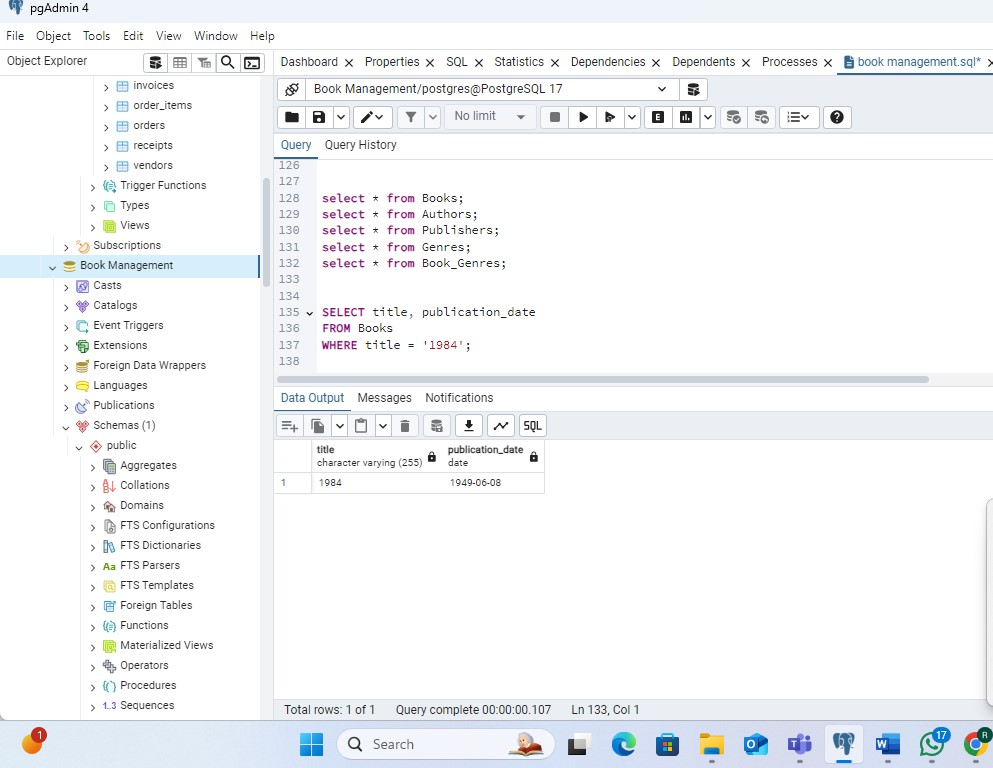 pgAdmin 4
File Object Tools Edit View Window Help
Object Explorer
Dashboard Properties SQL Statistics Dependencies Dependents Processes book management.sql*
invoices
order_items
orders
receipts
vendors
Trigger Functions
Types
Views
Subscriptions
Book Management
Casts
Catalogs
Event Triggers
Extensions
Foreign Data Wrappers
Languages
Publications
Schemas (1)
public
Aggregates
Collations
Domains
FTS Configurations
FTS Dictionaries
Aa FTS Parsers
FTS Templates
Foreign Tables
Functions
Materialized Views
Operators
Procedures
1..3 Sequences
Book Management/postgres@PostgreSQL 17
No limit
E
Query Query History
126
127
128 select * from Books;
129 select * from Authors;
130 select * from Publishers;
131 select * from Genres;
132 select * from Book_Genres;
133
134
135 SELECT title, publication_date
136 FROM Books
137 WHERE title = '1984';
138
Data Output Messages Notifications
SQL
title publication_date
character varying (255) date
1 1984 1949-06-08
Total rows: 1 of 1 Query complete 00:00:00.107 Ln 133, Col 1
1
Search
17
R